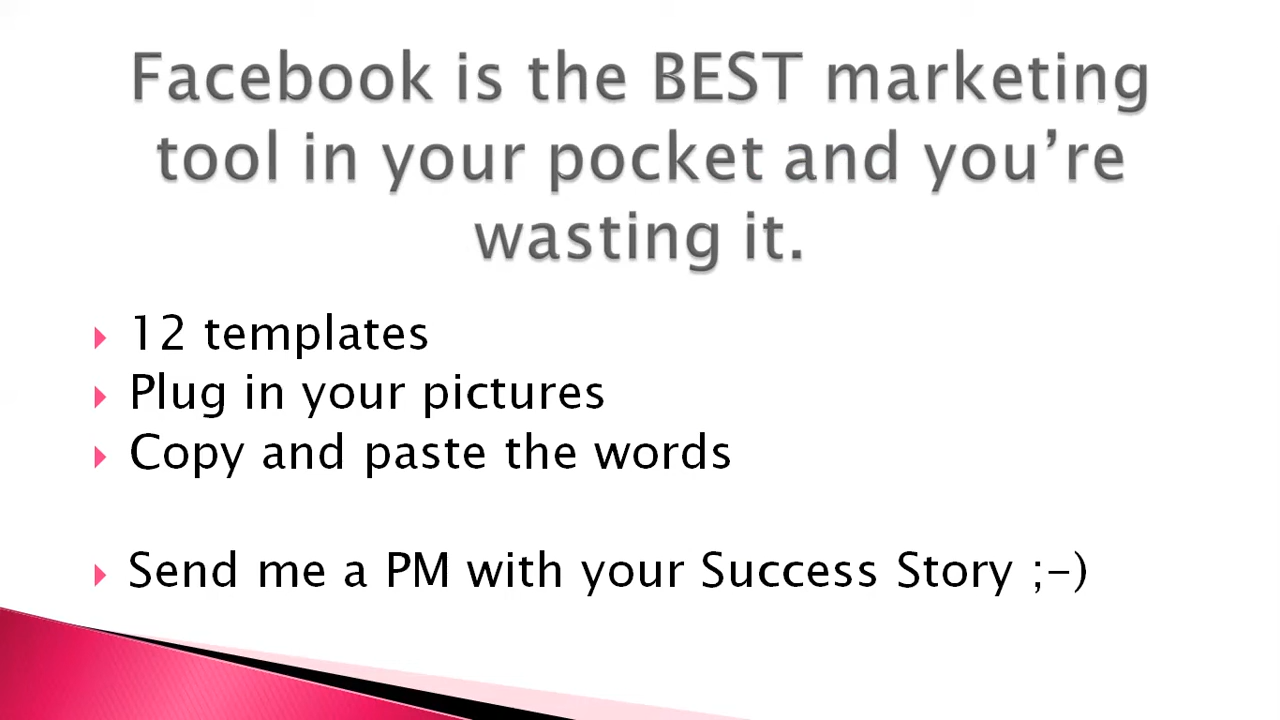 Facebook is the BEST marketing
tool in your pocket and you’re
wasting it.
12 templates
Plug in your pictures
Copy and paste the words
Send me a PM with your Success Story ;-)